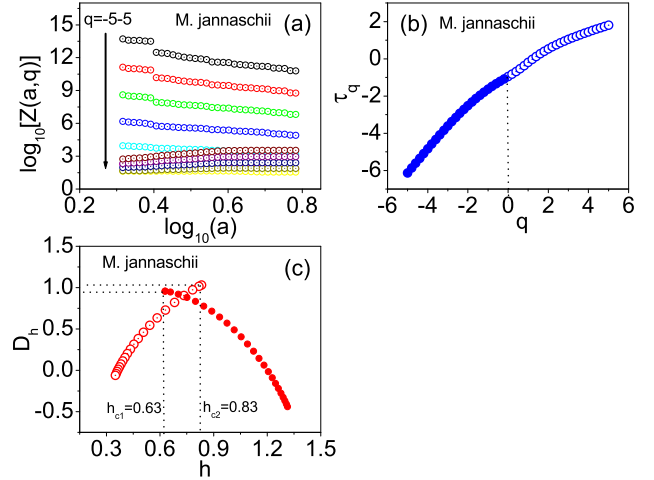 q=-5-5
M. jannaschii
(a)
log10[Z(a,q)]
15
12
9
6
3
0
0.2
0.4
0.6
0.8
log10(a)
M. jannaschii
(b)
τq
2
0
-2
-4
-6
-6
-4
-2
0
2
4
6
q
M. jannaschii
(c)
Dh
1.5
1.0
0.5
0.0
-0.5
hc1=0.63
hc2=0.83
0.3
0.6
0.9
1.2
1.5
h